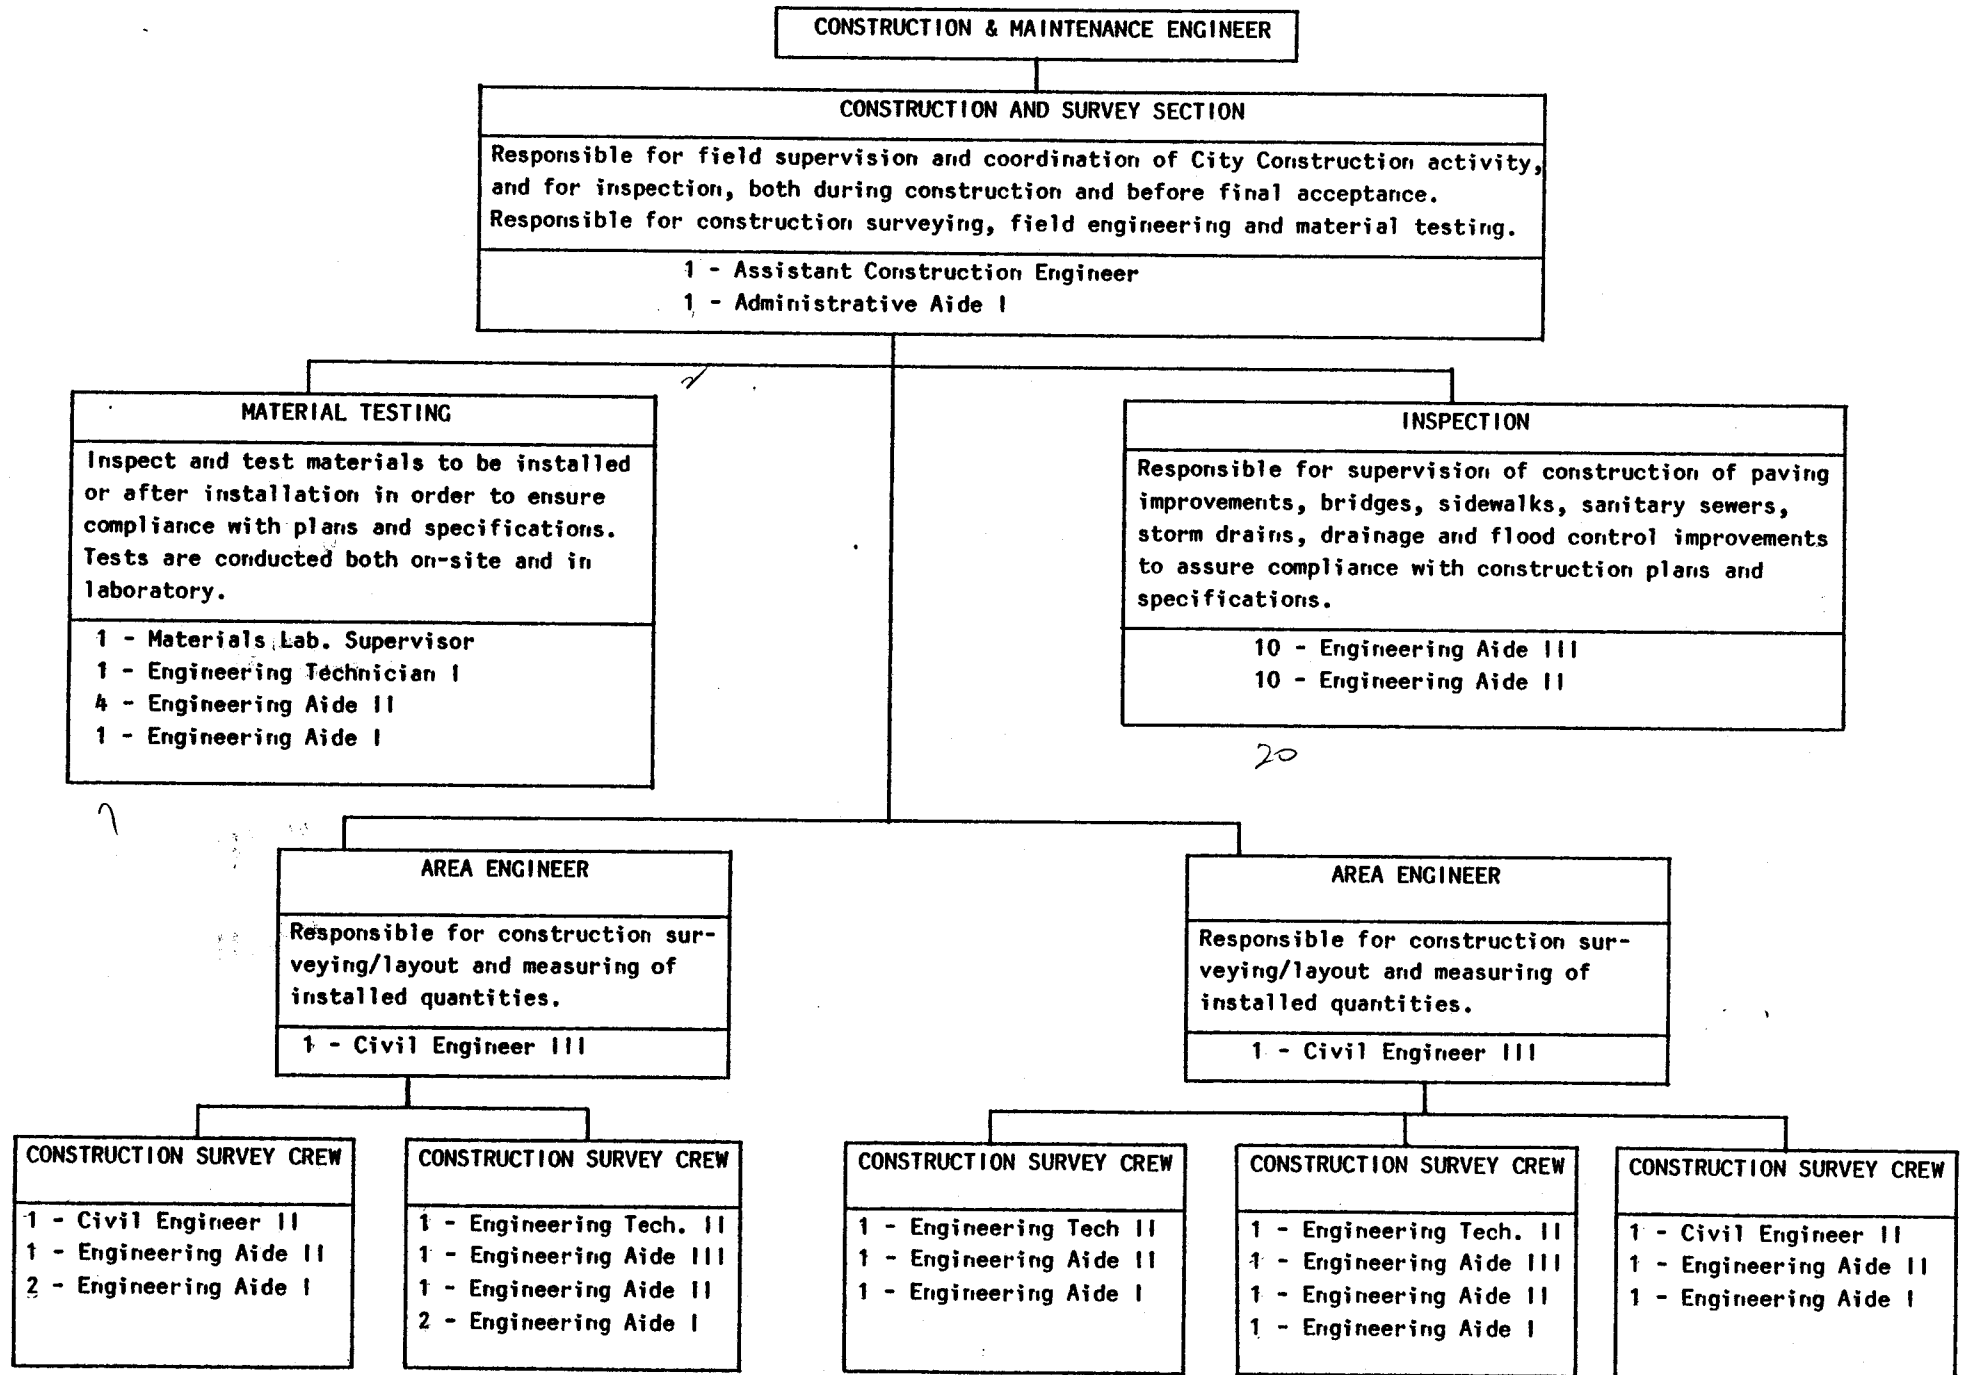 CONSTRUCTION & MAINTENANCE ENGINEER
CONSTRUCTION AND SURVEY SECTION
Responsible for field supervision and coordination of City Construction activity,
and for inspection, both during construction and before final acceptance.
Responsible for construction surveying, field engineering and material testing.
1 - Assistant Construction Engineer
1 - Administrative Aide I
MATERIAL TESTING
Inspect and test materials to be installed
or after installation in order to ensure
compliance with plans and specifications.
Tests are conducted both on-site and in
laboratory.
1 - Materials Lab. Supervisor
1 - Engineering Technician I
4 - Engineering Aide II
1 - Engineering Aide I
INSPECTION
Responsible for supervision of construction of paving
improvements, bridges, sidewalks, sanitary sewers,
storm drains, drainage and flood control improvements
to assure compliance with construction plans and
specifications.
10 - Engineering Aide III
10 - Engineering Aide II
20
7
AREA ENGINEER
Responsible for construction sur-
veying/layout and measuring of
installed quantities.
1 - Civil Engineer III
AREA ENGINEER
Responsible for construction sur-
veying/layout and measuring of
installed quantities.
1 - Civil Engineer III
CONSTRUCTION SURVEY CREW
1 - Civil Engineer II
1 - Engineering Aide II
2 - Engineering Aide I
CONSTRUCTION SURVEY CREW
1 - Engineering Tech. II
1 - Engineering Aide III
1 - Engineering Aide II
2 - Engineering Aide I
CONSTRUCTION SURVEY CREW
1 - Engineering Tech II
1 - Engineering Aide II
1 - Engineering Aide I
CONSTRUCTION SURVEY CREW
1 - Engineering Tech. II
1 - Engineering Aide III
1 - Engineering Aide II
1 - Engineering Aide I
CONSTRUCTION SURVEY CREW
1 - Civil Engineer II
1 - Engineering Aide II
1 - Engineering Aide I